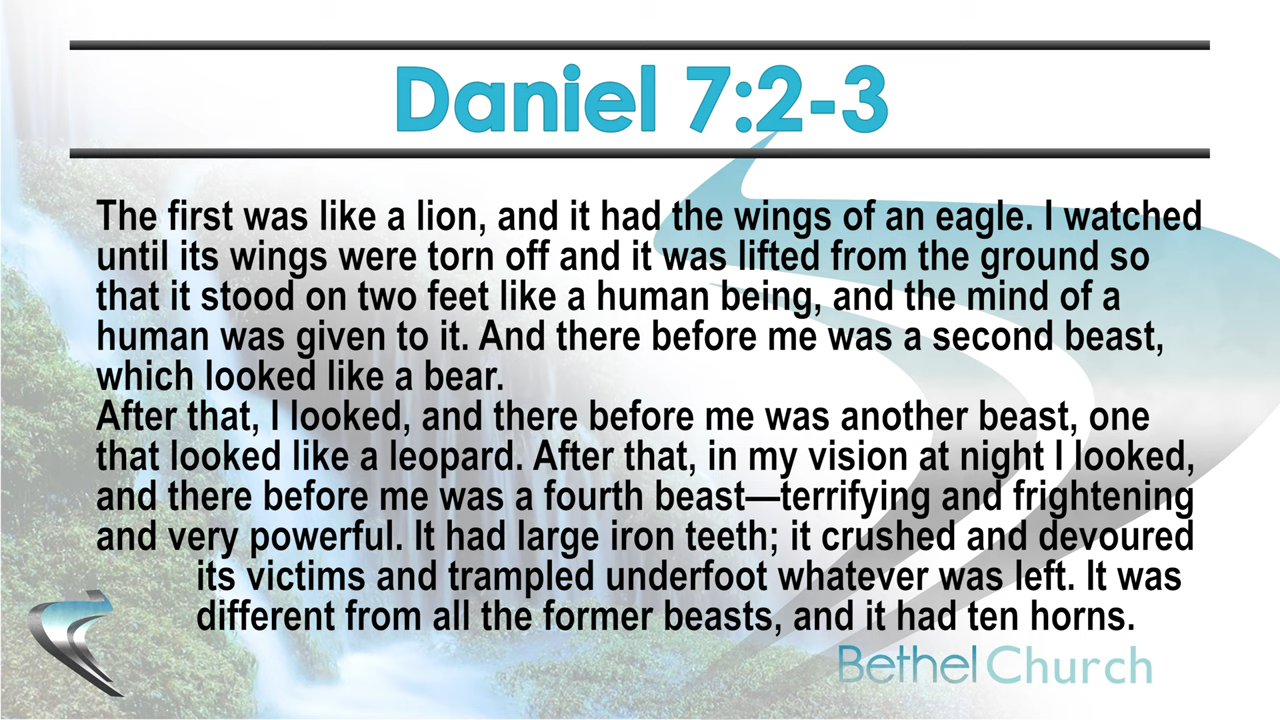 Daniel 7:2-3
The first was like a lion, and it had the wings of an eagle. I watched
until its wings were torn off and it was lifted from the ground so
that it stood on two feet like a human being, and the mind of a
human was given to it. And there before me was a second beast,
which looked like a bear.
After that, I looked, and there before me was another beast, one
that looked like a leopard. After that, in my vision at night I looked,
and there before me was a fourth beast—terrifying and frightening
and very powerful. It had large iron teeth; it crushed and devoured
its victims and trampled underfoot whatever was left. It was
different from all the former beasts, and it had ten horns.
Bethel Church